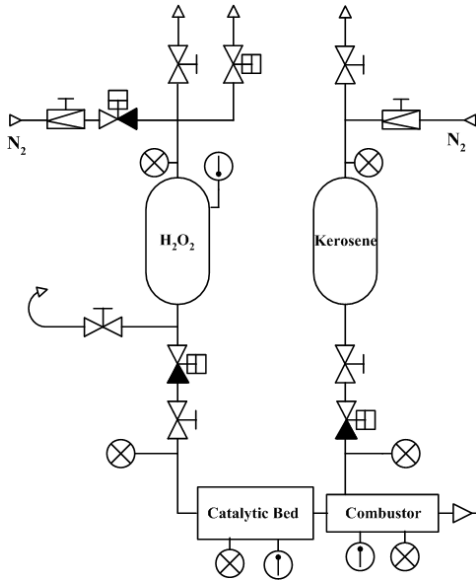 N₂
N₂
H₂O₂
Kerosene
Catalytic Bed
Combustor